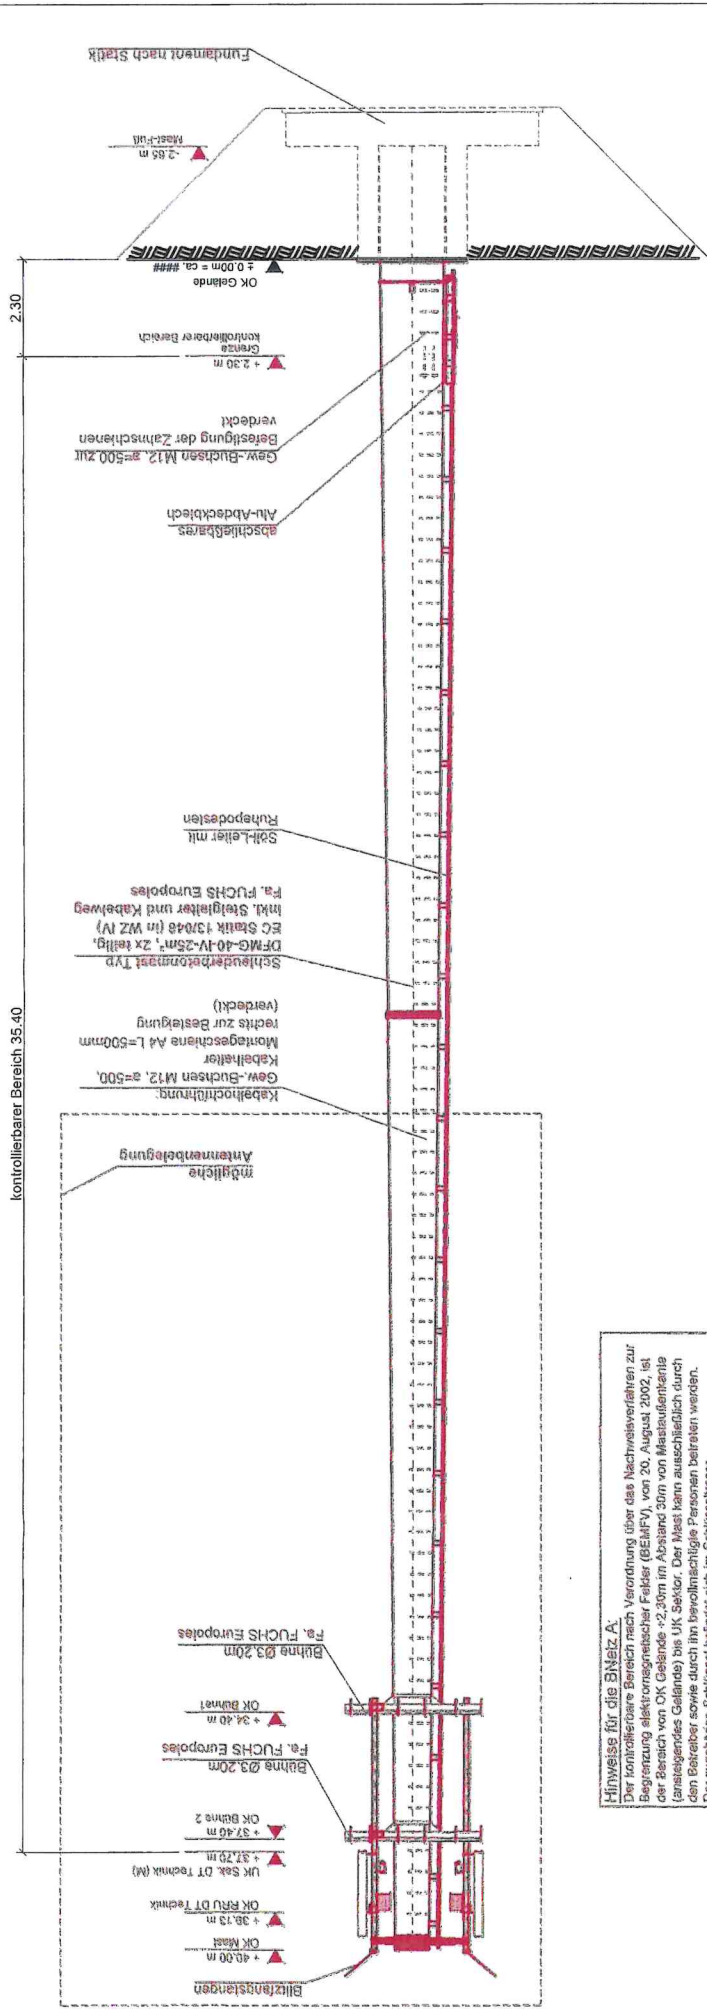 Blitzfangstangen
+ 40.00 m
OK Mast
+ 39.13 m
OK RRU DT Technik
UK Sek. DT Technik (M)
+ 37.70 m
+ 37.40 m
OK Bühne 2
Bühne Ø3,20m
Fa. FUCHS Europoles
+ 34.40 m
OK Bühne1
Bühne Ø3,20m
Fa. FUCHS Europoles
mögliche
Antennenbelegung
kontrollierbarer Bereich 35.40
Kabelhochführung:
Gew.-Buchsen M12, a=500,
Kabelhalter
Montageschiene A4 L=500mm
rechts zur Besteigung
(verdeckt)
Schleuderbetonmast Typ
DFMG-40-IV-25m², 2x teilig,
EC Statik 13/046 (in WZ IV)
inkl. Steigleiter und Kabelweg
Fa. FUCHS Europoles
Söll-Leiter mit
Ruhepodesten
abschließbares
Alu-Abdeckblech
Gew.-Buchsen M12, a=500 zur
Befestigung der Zahnschienen
verdeckt
+ 2.30 m
Grenze
kontrollierbarer Bereich
2.30
OK Gelände
± 0.00m = ca. ####
-2.65 m
Mast-Fuß
Fundament nach Statik
Hinweise für die BNetz A:
Der kontrollierbare Bereich nach Verordnung über das Nachweisverfahren zur
Begrenzung elektromagnetischer Felder (BEMFV), von 20. August 2002, ist
der Bereich von OK Gelände +2,30m im Abstand 30m von Mastaußenkante
(ansteigendes Gelände) bis UK Sektor. Der Mast kann ausschließlich durch
den Betreiber sowie durch ihn bevollmächtigte Personen betreten werden.